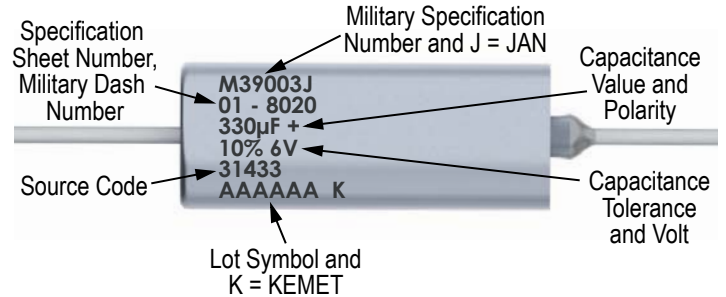 Specification
Sheet Number,
Military Dash
Number
Military Specification
Number and J = JAN
Capacitance
Value and
Polarity
M39003J
01 - 8020
330µF +
10% 6V
31433
AAAAAA K
Source Code
Capacitance
Tolerance
and Volt
Lot Symbol and
K = KEMET